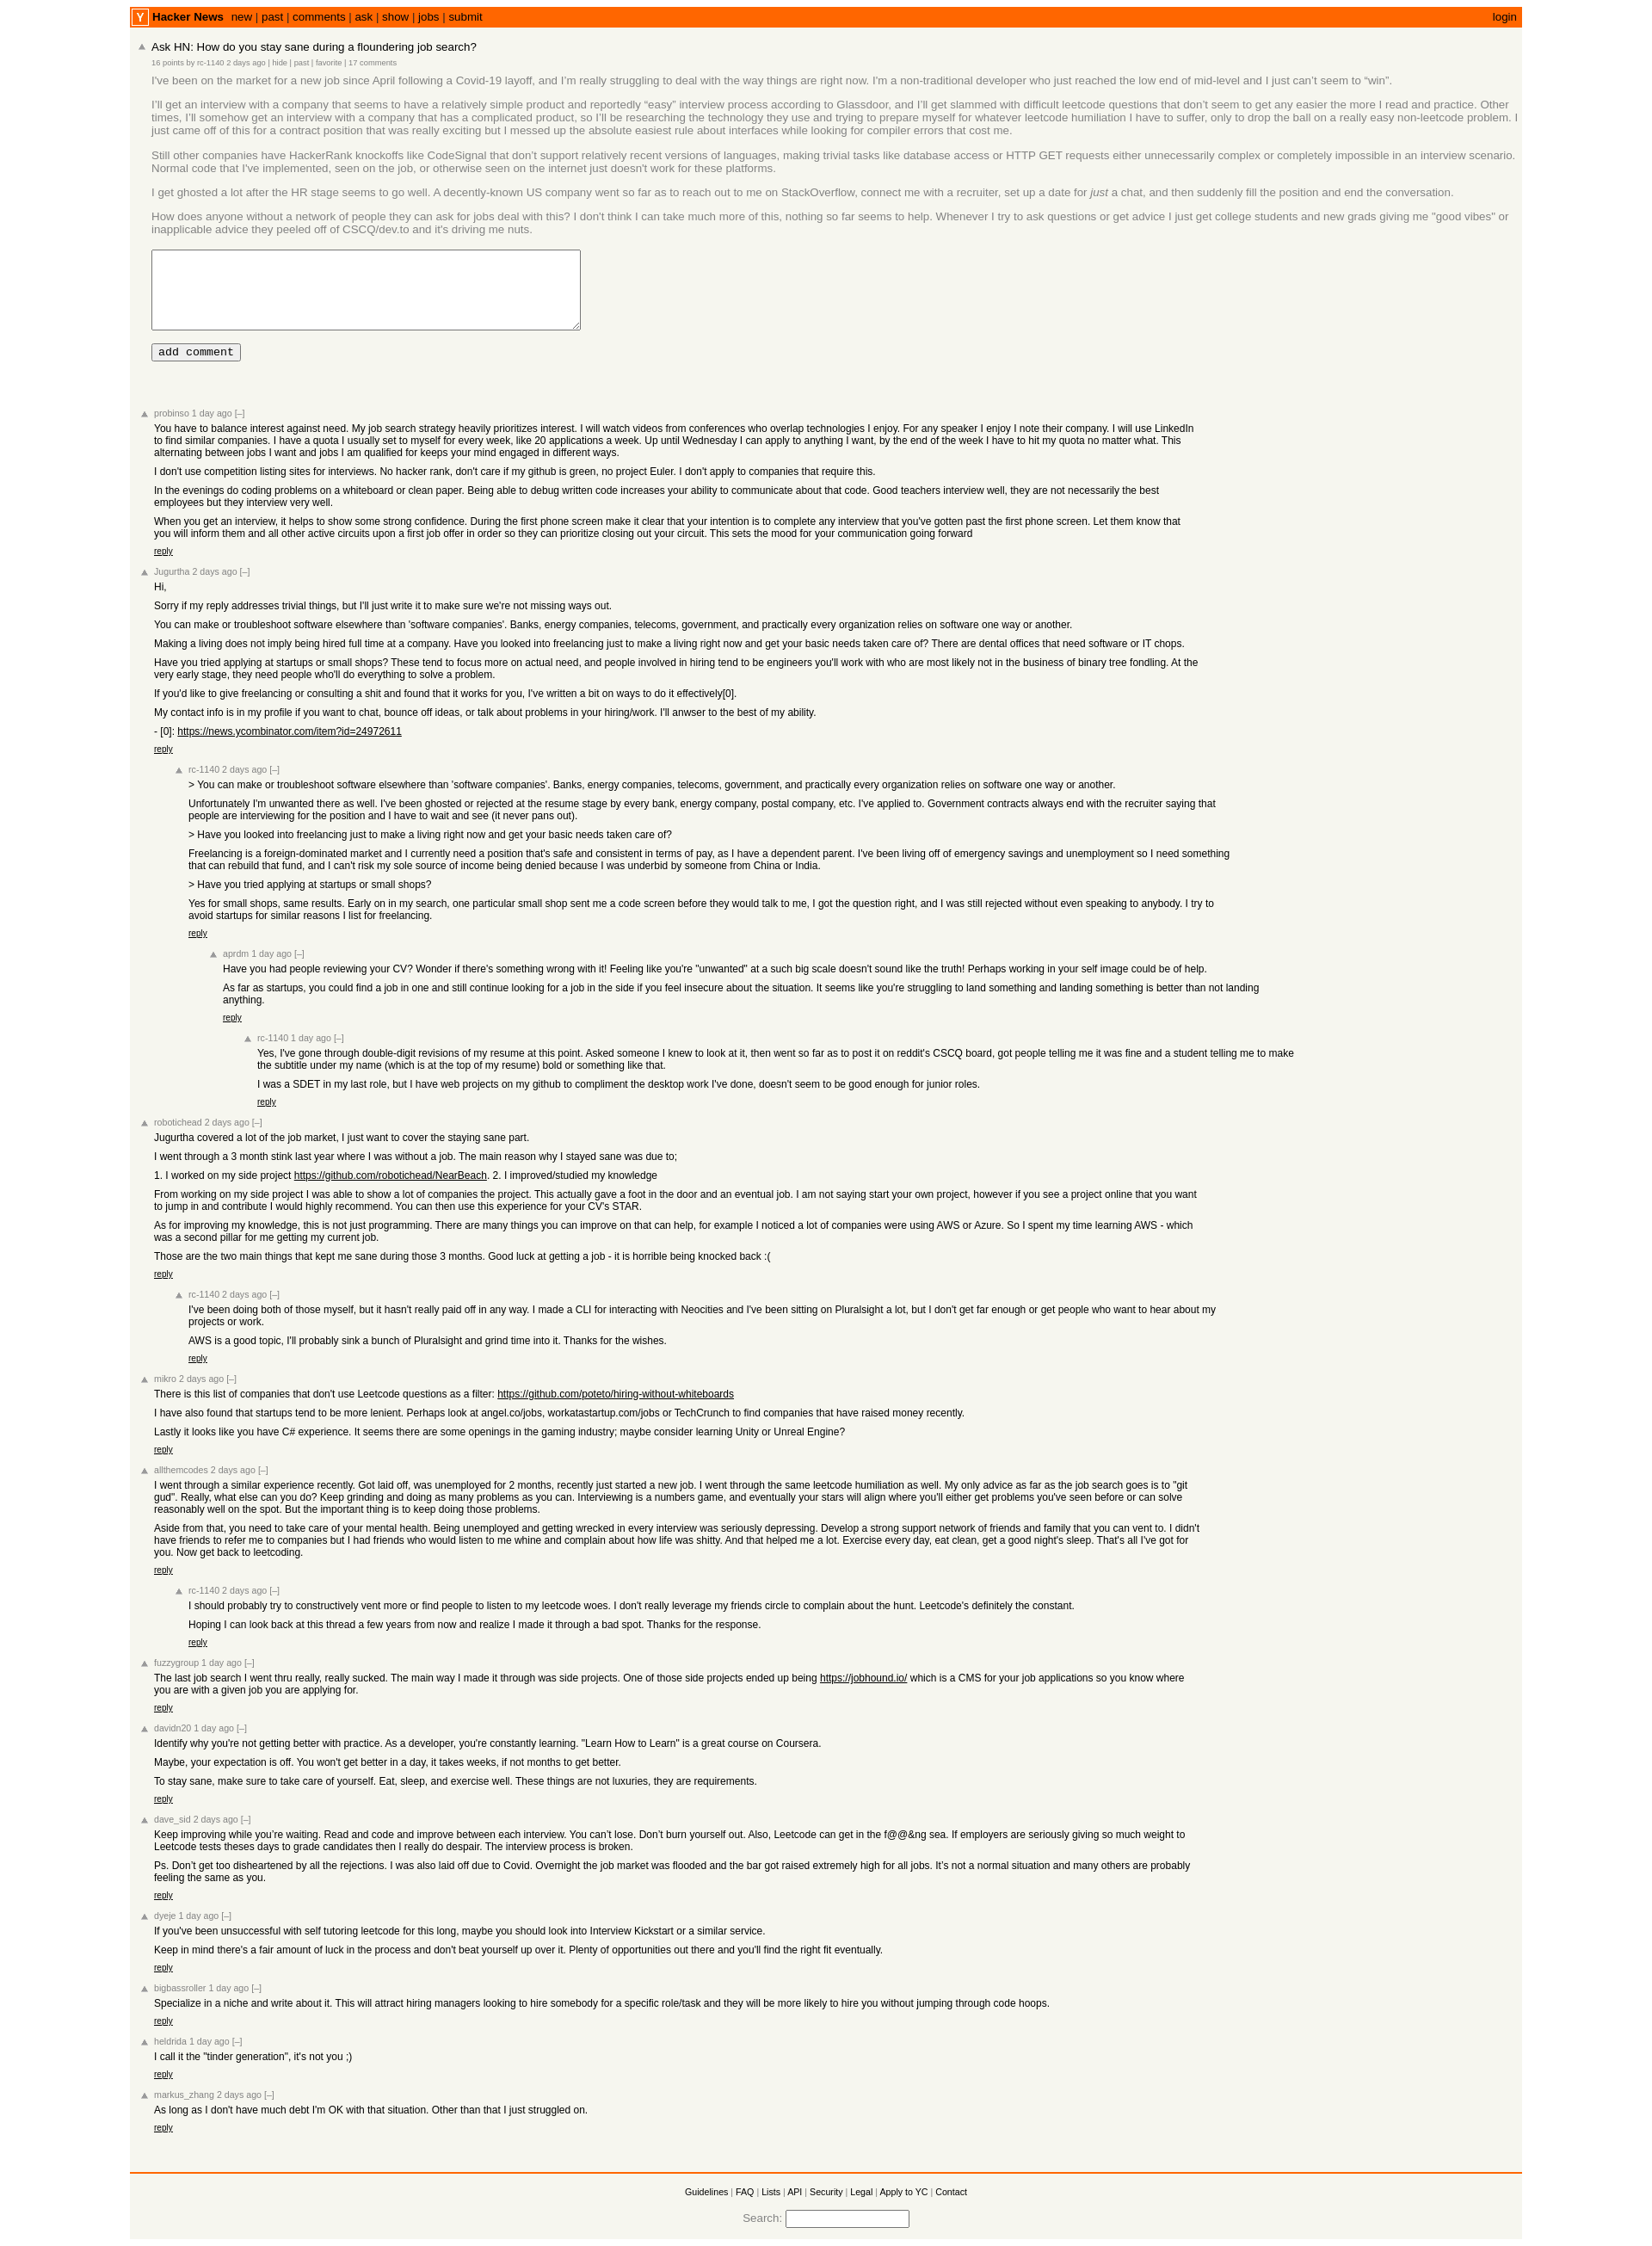 Y Hacker News new | past | comments | ask | show | jobs | submit login
Ask HN: How do you stay sane during a floundering job search?
16 points by rc-1140 2 days ago | hide | past | favorite | 17 comments
I've been on the market for a new job since April following a Covid-19 layoff, and I’m really struggling to deal with the way things are right now. I'm a non-traditional developer who just reached the low end of mid-level and I just can’t seem to “win”.
I’ll get an interview with a company that seems to have a relatively simple product and reportedly “easy” interview process according to Glassdoor, and I’ll get slammed with difficult leetcode questions that don’t seem to get any easier the more I read and practice. Other
times, I’ll somehow get an interview with a company that has a complicated product, so I’ll be researching the technology they use and trying to prepare myself for whatever leetcode humiliation I have to suffer, only to drop the ball on a really easy non-leetcode problem. I
just came off of this for a contract position that was really exciting but I messed up the absolute easiest rule about interfaces while looking for compiler errors that cost me.
Still other companies have HackerRank knockoffs like CodeSignal that don’t support relatively recent versions of languages, making trivial tasks like database access or HTTP GET requests either unnecessarily complex or completely impossible in an interview scenario.
Normal code that I've implemented, seen on the job, or otherwise seen on the internet just doesn't work for these platforms.
I get ghosted a lot after the HR stage seems to go well. A decently-known US company went so far as to reach out to me on StackOverflow, connect me with a recruiter, set up a date for just a chat, and then suddenly fill the position and end the conversation.
How does anyone without a network of people they can ask for jobs deal with this? I don't think I can take much more of this, nothing so far seems to help. Whenever I try to ask questions or get advice I just get college students and new grads giving me "good vibes" or
inapplicable advice they peeled off of CSCQ/dev.to and it's driving me nuts.
add comment
probinso 1 day ago [–]
You have to balance interest against need. My job search strategy heavily prioritizes interest. I will watch videos from conferences who overlap technologies I enjoy. For any speaker I enjoy I note their company. I will use LinkedIn
to find similar companies. I have a quota I usually set to myself for every week, like 20 applications a week. Up until Wednesday I can apply to anything I want, by the end of the week I have to hit my quota no matter what. This
alternating between jobs I want and jobs I am qualified for keeps your mind engaged in different ways.
I don't use competition listing sites for interviews. No hacker rank, don't care if my github is green, no project Euler. I don't apply to companies that require this.
In the evenings do coding problems on a whiteboard or clean paper. Being able to debug written code increases your ability to communicate about that code. Good teachers interview well, they are not necessarily the best
employees but they interview very well.
When you get an interview, it helps to show some strong confidence. During the first phone screen make it clear that your intention is to complete any interview that you've gotten past the first phone screen. Let them know that
you will inform them and all other active circuits upon a first job offer in order so they can prioritize closing out your circuit. This sets the mood for your communication going forward
reply
Jugurtha 2 days ago [–]
Hi,
Sorry if my reply addresses trivial things, but I'll just write it to make sure we're not missing ways out.
You can make or troubleshoot software elsewhere than 'software companies'. Banks, energy companies, telecoms, government, and practically every organization relies on software one way or another.
Making a living does not imply being hired full time at a company. Have you looked into freelancing just to make a living right now and get your basic needs taken care of? There are dental offices that need software or IT chops.
Have you tried applying at startups or small shops? These tend to focus more on actual need, and people involved in hiring tend to be engineers you'll work with who are most likely not in the business of binary tree fondling. At the
very early stage, they need people who'll do everything to solve a problem.
If you'd like to give freelancing or consulting a shit and found that it works for you, I've written a bit on ways to do it effectively[0].
My contact info is in my profile if you want to chat, bounce off ideas, or talk about problems in your hiring/work. I'll anwser to the best of my ability.
- [0]: https://news.ycombinator.com/item?id=24972611
reply
rc-1140 2 days ago [–]
> You can make or troubleshoot software elsewhere than 'software companies'. Banks, energy companies, telecoms, government, and practically every organization relies on software one way or another.
Unfortunately I'm unwanted there as well. I've been ghosted or rejected at the resume stage by every bank, energy company, postal company, etc. I've applied to. Government contracts always end with the recruiter saying that
people are interviewing for the position and I have to wait and see (it never pans out).
> Have you looked into freelancing just to make a living right now and get your basic needs taken care of?
Freelancing is a foreign-dominated market and I currently need a position that's safe and consistent in terms of pay, as I have a dependent parent. I've been living off of emergency savings and unemployment so I need something
that can rebuild that fund, and I can't risk my sole source of income being denied because I was underbid by someone from China or India.
> Have you tried applying at startups or small shops?
Yes for small shops, same results. Early on in my search, one particular small shop sent me a code screen before they would talk to me, I got the question right, and I was still rejected without even speaking to anybody. I try to
avoid startups for similar reasons I list for freelancing.
reply
aprdm 1 day ago [–]
Have you had people reviewing your CV? Wonder if there's something wrong with it! Feeling like you're "unwanted" at a such big scale doesn't sound like the truth! Perhaps working in your self image could be of help.
As far as startups, you could find a job in one and still continue looking for a job in the side if you feel insecure about the situation. It seems like you're struggling to land something and landing something is better than not landing
anything.
reply
rc-1140 1 day ago [–]
Yes, I've gone through double-digit revisions of my resume at this point. Asked someone I knew to look at it, then went so far as to post it on reddit's CSCQ board, got people telling me it was fine and a student telling me to make
the subtitle under my name (which is at the top of my resume) bold or something like that.
I was a SDET in my last role, but I have web projects on my github to compliment the desktop work I've done, doesn't seem to be good enough for junior roles.
reply
robotichead 2 days ago [–]
Jugurtha covered a lot of the job market, I just want to cover the staying sane part.
I went through a 3 month stink last year where I was without a job. The main reason why I stayed sane was due to;
1. I worked on my side project https://github.com/robotichead/NearBeach. 2. I improved/studied my knowledge
From working on my side project I was able to show a lot of companies the project. This actually gave a foot in the door and an eventual job. I am not saying start your own project, however if you see a project online that you want
to jump in and contribute I would highly recommend. You can then use this experience for your CV's STAR.
As for improving my knowledge, this is not just programming. There are many things you can improve on that can help, for example I noticed a lot of companies were using AWS or Azure. So I spent my time learning AWS - which
was a second pillar for me getting my current job.
Those are the two main things that kept me sane during those 3 months. Good luck at getting a job - it is horrible being knocked back :(
reply
rc-1140 2 days ago [–]
I've been doing both of those myself, but it hasn't really paid off in any way. I made a CLI for interacting with Neocities and I've been sitting on Pluralsight a lot, but I don't get far enough or get people who want to hear about my
projects or work.
AWS is a good topic, I'll probably sink a bunch of Pluralsight and grind time into it. Thanks for the wishes.
reply
mikro 2 days ago [–]
There is this list of companies that don't use Leetcode questions as a filter: https://github.com/poteto/hiring-without-whiteboards
I have also found that startups tend to be more lenient. Perhaps look at angel.co/jobs, workatastartup.com/jobs or TechCrunch to find companies that have raised money recently.
Lastly it looks like you have C# experience. It seems there are some openings in the gaming industry; maybe consider learning Unity or Unreal Engine?
reply
allthemcodes 2 days ago [–]
I went through a similar experience recently. Got laid off, was unemployed for 2 months, recently just started a new job. I went through the same leetcode humiliation as well. My only advice as far as the job search goes is to "git
gud". Really, what else can you do? Keep grinding and doing as many problems as you can. Interviewing is a numbers game, and eventually your stars will align where you'll either get problems you've seen before or can solve
reasonably well on the spot. But the important thing is to keep doing those problems.
Aside from that, you need to take care of your mental health. Being unemployed and getting wrecked in every interview was seriously depressing. Develop a strong support network of friends and family that you can vent to. I didn't
have friends to refer me to companies but I had friends who would listen to me whine and complain about how life was shitty. And that helped me a lot. Exercise every day, eat clean, get a good night's sleep. That's all I've got for
you. Now get back to leetcoding.
reply
rc-1140 2 days ago [–]
I should probably try to constructively vent more or find people to listen to my leetcode woes. I don't really leverage my friends circle to complain about the hunt. Leetcode's definitely the constant.
Hoping I can look back at this thread a few years from now and realize I made it through a bad spot. Thanks for the response.
reply
fuzzygroup 1 day ago [–]
The last job search I went thru really, really sucked. The main way I made it through was side projects. One of those side projects ended up being https://jobhound.io/ which is a CMS for your job applications so you know where
you are with a given job you are applying for.
reply
davidn20 1 day ago [–]
Identify why you're not getting better with practice. As a developer, you're constantly learning. "Learn How to Learn" is a great course on Coursera.
Maybe, your expectation is off. You won't get better in a day, it takes weeks, if not months to get better.
To stay sane, make sure to take care of yourself. Eat, sleep, and exercise well. These things are not luxuries, they are requirements.
reply
dave_sid 2 days ago [–]
Keep improving while you’re waiting. Read and code and improve between each interview. You can’t lose. Don’t burn yourself out. Also, Leetcode can get in the f@@&ng sea. If employers are seriously giving so much weight to
Leetcode tests theses days to grade candidates then I really do despair. The interview process is broken.
Ps. Don’t get too disheartened by all the rejections. I was also laid off due to Covid. Overnight the job market was flooded and the bar got raised extremely high for all jobs. It’s not a normal situation and many others are probably
feeling the same as you.
reply
dyeje 1 day ago [–]
If you've been unsuccessful with self tutoring leetcode for this long, maybe you should look into Interview Kickstart or a similar service.
Keep in mind there's a fair amount of luck in the process and don't beat yourself up over it. Plenty of opportunities out there and you'll find the right fit eventually.
reply
bigbassroller 1 day ago [–]
Specialize in a niche and write about it. This will attract hiring managers looking to hire somebody for a specific role/task and they will be more likely to hire you without jumping through code hoops.
reply
heldrida 1 day ago [–]
I call it the "tinder generation", it's not you ;)
reply
markus_zhang 2 days ago [–]
As long as I don't have much debt I'm OK with that situation. Other than that I just struggled on.
reply
Guidelines | FAQ | Lists | API | Security | Legal | Apply to YC | Contact
Search: